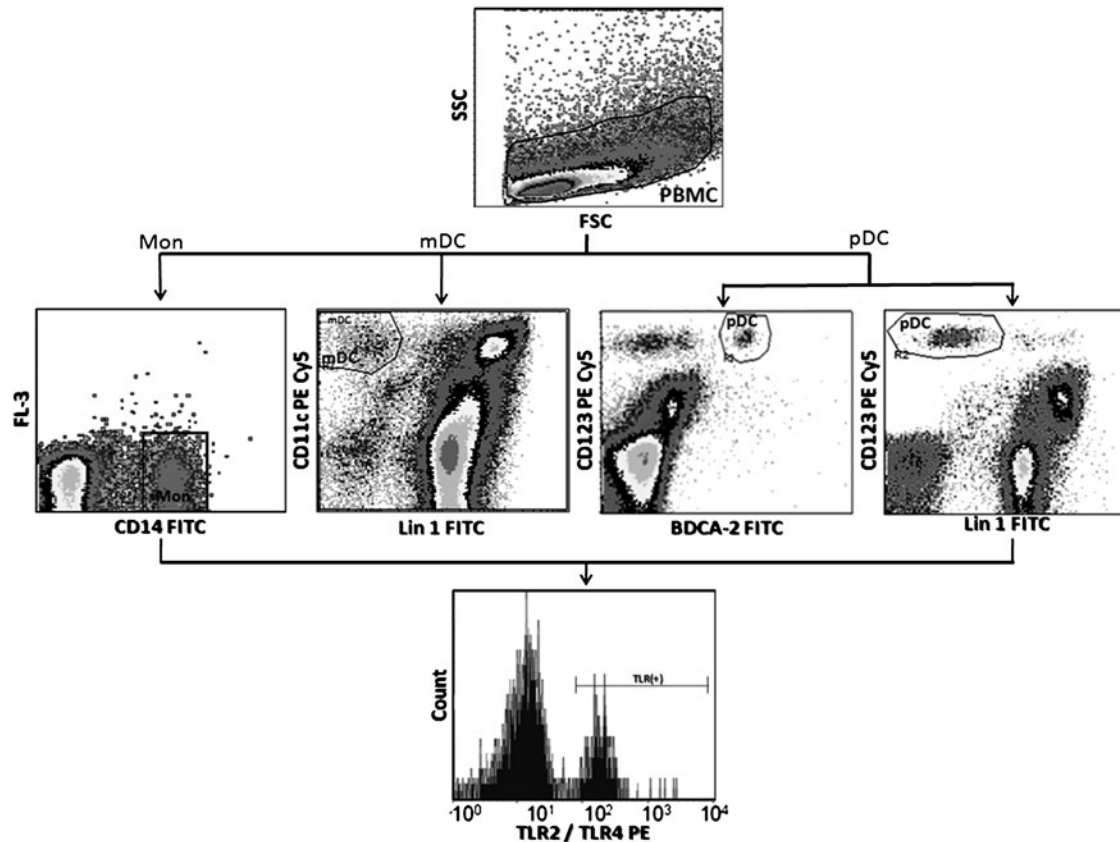 SSC
PBMC
FSC
Mon
mDC
pDC
FL-3
Mon
CD14 FITC
CD11c PE Cy5
mDC
mDC
Lin 1 FITC
CD123 PE Cy5
pDC
BDCA-2 FITC
CD123 PE Cy5
pDC
R2
Lin 1 FITC
Count
TLR(+)
10⁰ 10¹ 10² 10³ 10⁴
TLR2 / TLR4 PE